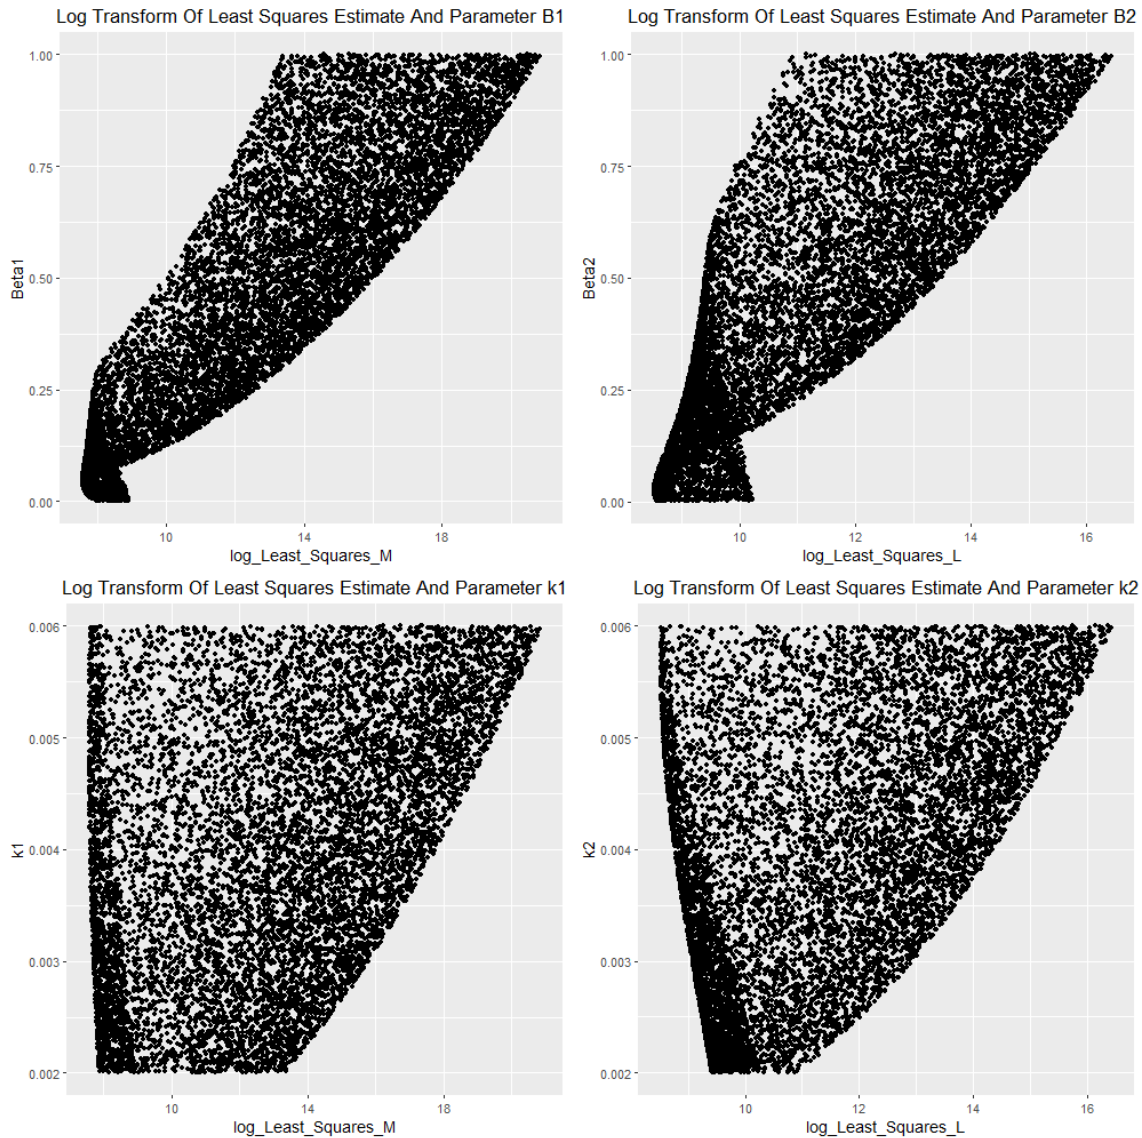 Log Transform Of Least Squares Estimate And Parameter B1
1.00
0.75
0.50
0.25
0.00
Beta1
10
14
18
log_Least_Squares_M
Log Transform Of Least Squares Estimate And Parameter B2
1.00
0.75
0.50
0.25
0.00
Beta2
10
12
14
16
log_Least_Squares_L
Log Transform Of Least Squares Estimate And Parameter k1
0.006
0.005
0.004
0.003
0.002
k1
10
14
18
log_Least_Squares_M
Log Transform Of Least Squares Estimate And Parameter k2
0.006
0.005
0.004
0.003
0.002
k2
10
12
14
16
log_Least_Squares_L